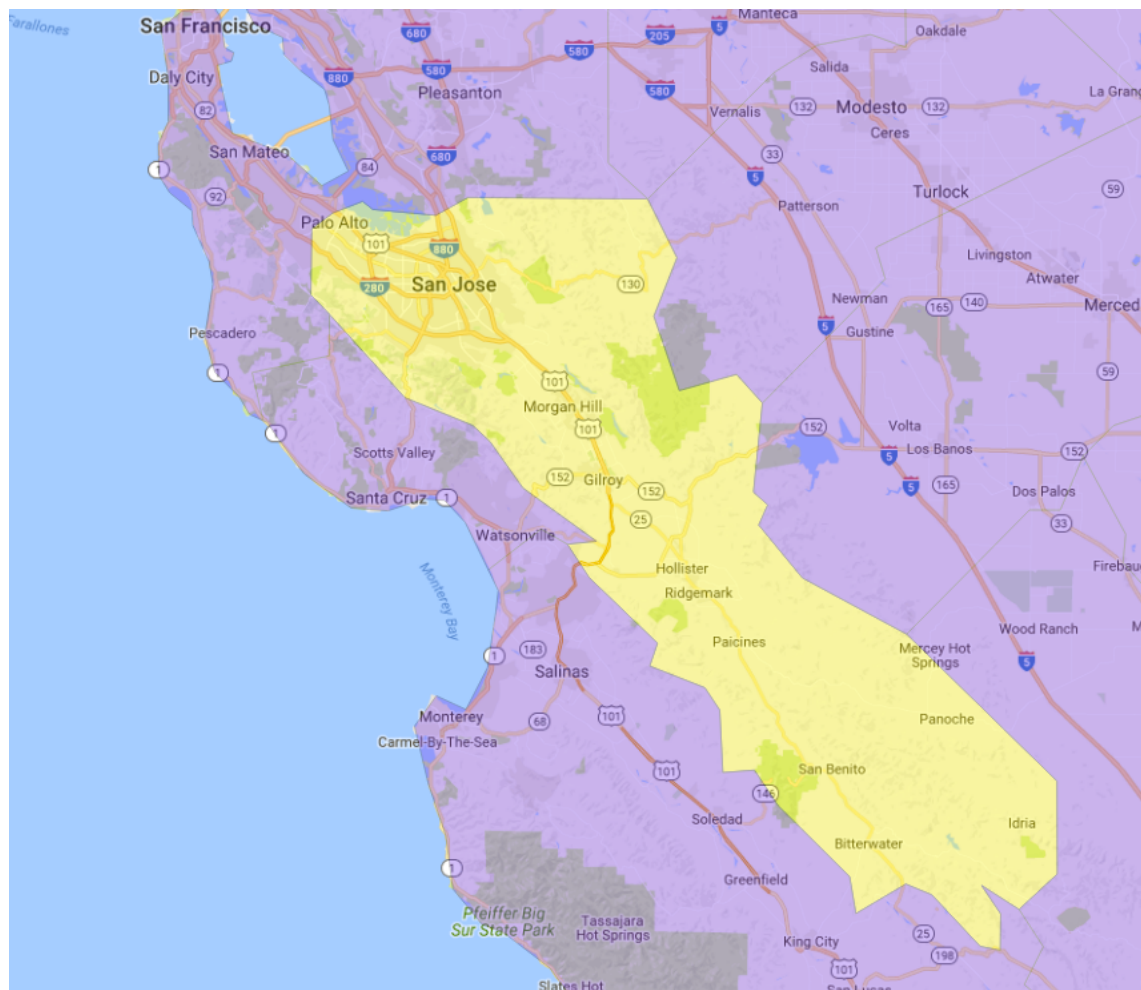 Farallones
San Francisco
Daly City
82
San Mateo
1
92
84
680
880
580
580
205
5
Manteca
Oakdale
Salida
La Grang
Pleasanton
680
580
Vernalis
132
Modesto
132
Ceres
33
5
Turlock
59
Patterson
Palo Alto
101
880
San Jose
280
130
Livingston
Atwater
Newman
165
140
Merced
5
Gustine
Pescadero
1
1
59
101
Morgan Hill
101
152
Volta
Scotts Valley
5
Los Banos
152
Santa Cruz
1
152
Gilroy
152
5
165
Dos Palos
25
33
Watsonville
Monterey Bay
Hollister
Ridgemark
Firebaug
Wood Ranch
M
Paicines
Mercey Hot
Springs
5
1
183
Salinas
Monterey
68
101
Carmel-By-The-Sea
Panoche
101
San Benito
146
Soledad
Idria
Bitterwater
1
Greenfield
Pfeiffer Big
Sur State Park
Tassajara
Hot Springs
King City
25
198
101
San Lucas
Slates Hot